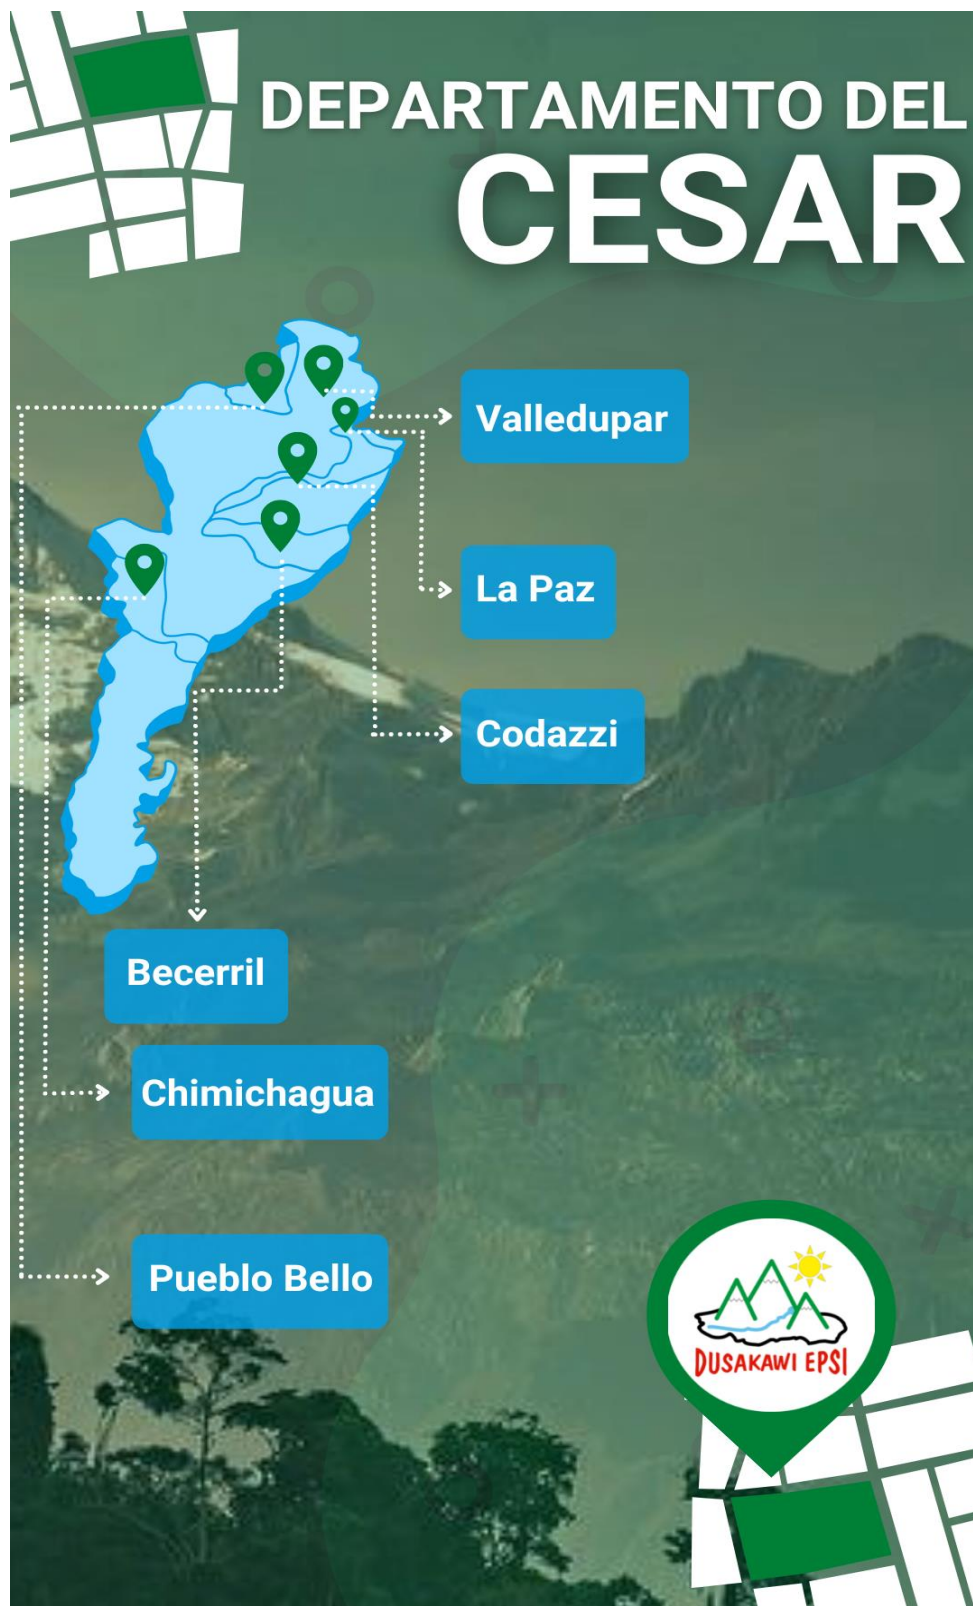 DEPARTAMENTO DEL
CESAR
Valledupar
La Paz
Codazzi
Becerril
Chimichagua
Pueblo Bello
DUSAKAWI EPSI